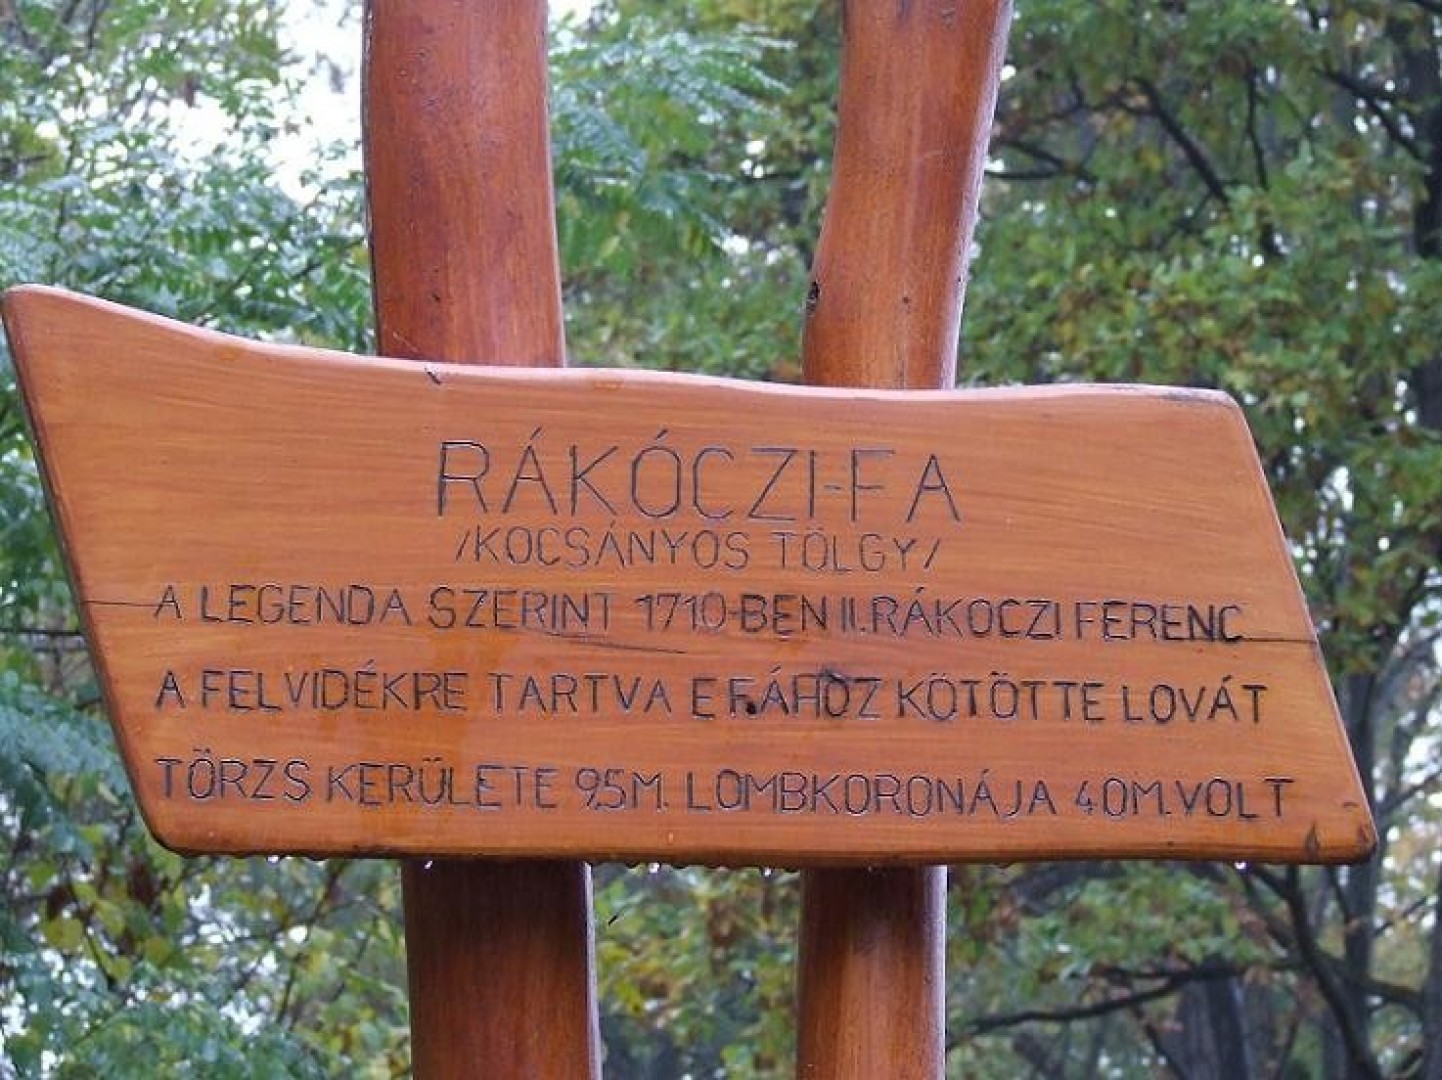 RÁKÓCZI-FA
/KOCSÁNYOS TÖLGY/
A LEGENDA SZERINT 1710-BEN II.RÁKOCZI FERENC
A FELVIDÉKRE TARTVA E FÁHOZ KÖTÖTTE LOVÁT
TÖRZS KERÜLETE 9,5M. LOMBKORONÁJA 40M.VOLT